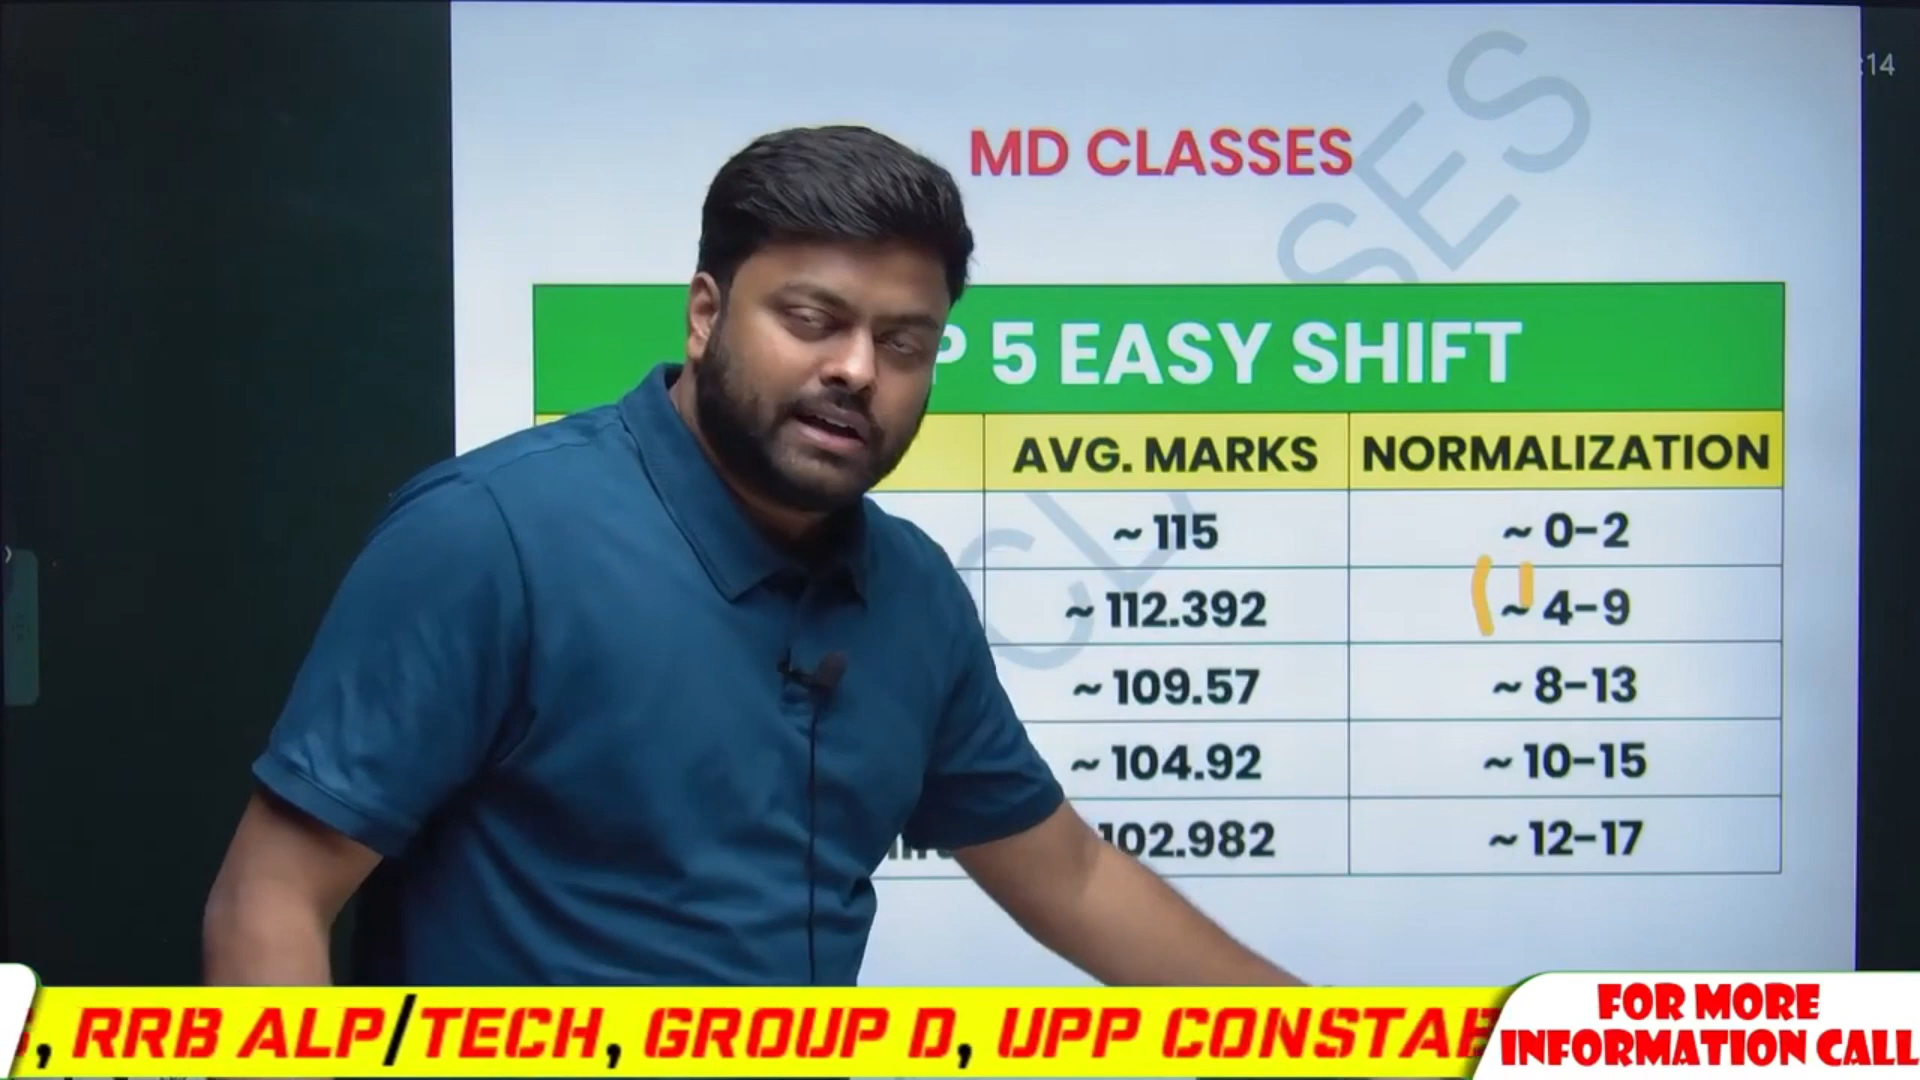 :14
MD CLASSES
5 EASY SHIFT
AVG. MARKS NORMALIZATION
~ 115 ~ 0-2
~ 112.392 ~ 4-9
~ 109.57 ~ 8-13
~ 104.92 ~ 10-15
102.982 ~ 12-17
, RRB ALP/TECH, GROUP D, UPP CONSTAB
FOR MORE
INFORMATION CALL